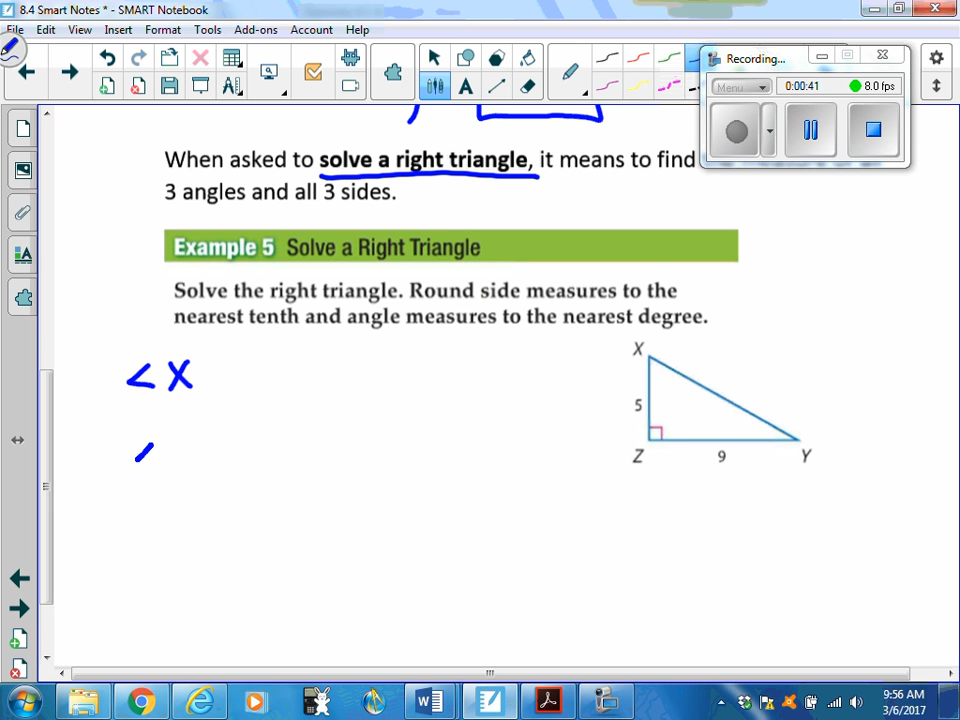 8.4 Smart Notes * - SMART Notebook
File Edit View Insert Format Tools Add-ons Account Help
Recording...
Menu 0:00:41 8.0 fps
When asked to solve a right triangle, it means to find
3 angles and all 3 sides.
Example 5 Solve a Right Triangle
Solve the right triangle. Round side measures to the
nearest tenth and angle measures to the nearest degree.
< X
X
5
Z 9 Y
9:56 AM
3/6/2017